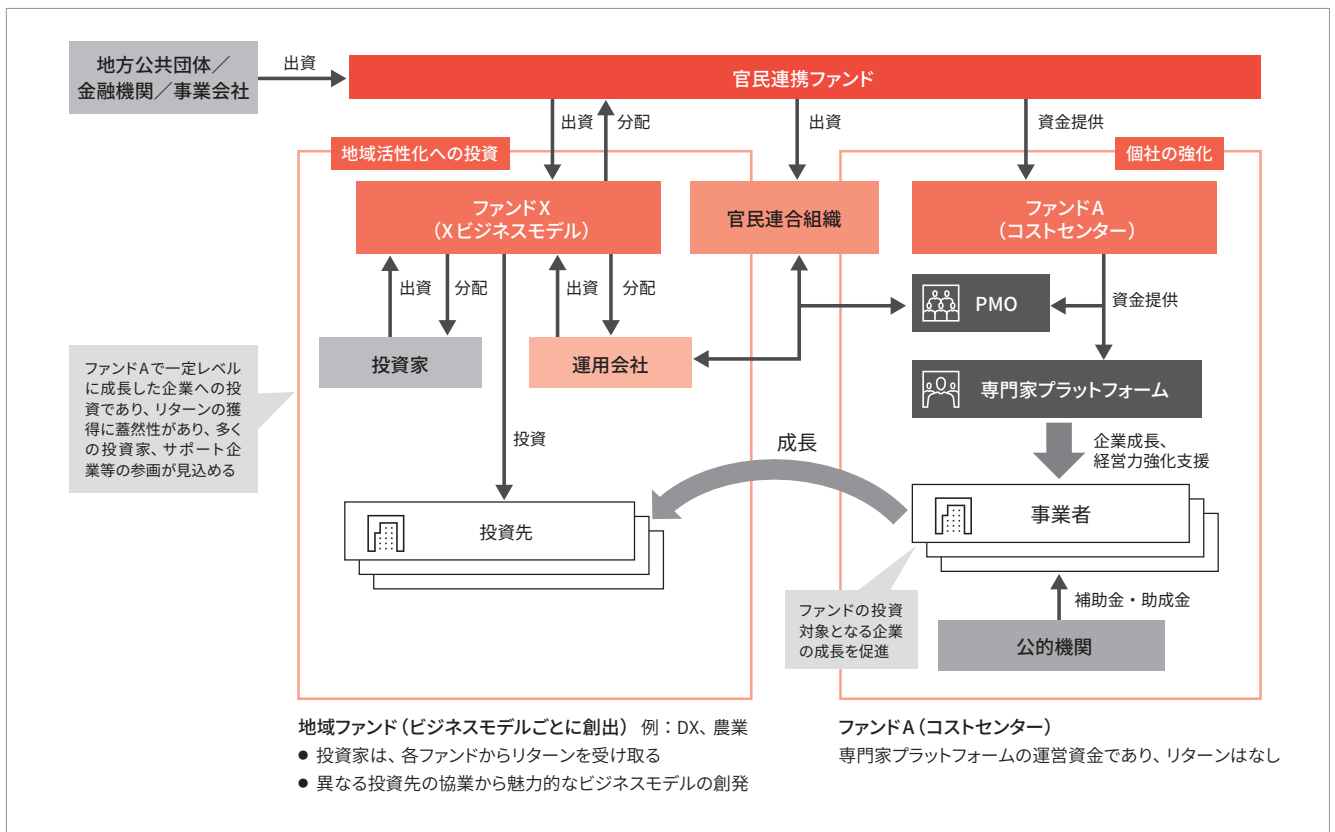 地方公共団体／
金融機関／事業会社
出資
官民連携ファンド
出資
分配
出資
資金提供
地域活性化への投資
個社の強化
ファンドX
（Xビジネスモデル）
官民連合組織
ファンドA
（コストセンター）
出資
分配
出資
分配
PMO
資金提供
投資家
運用会社
専門家プラットフォーム
ファンドAで一定レベル
に成長した企業への投
資であり、リターンの獲
得に蓋然性があり、多く
の投資家、サポート企
業等の参画が見込める
投資
成長
企業成長、
経営力強化支援
投資先
事業者
ファンドの投資
対象となる企業
の成長を促進
補助金・助成金
公的機関
地域ファンド（ビジネスモデルごとに創出） 例：DX、農業
● 投資家は、各ファンドからリターンを受け取る
● 異なる投資先の協業から魅力的なビジネスモデルの創発
ファンドA（コストセンター）
専門家プラットフォームの運営資金であり、リターンはなし